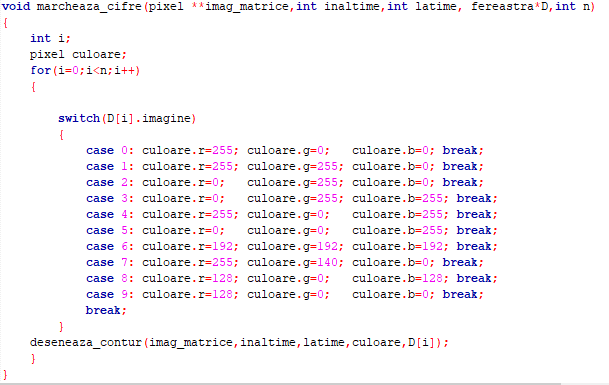 void marcheaza_cifre(pixel **imag_matrice,int inaltime,int latime, fereastra*D,int n)
{
    int i;
    pixel culoare;
    for(i=0;i<n;i++)
    {

        switch(D[i].imagine)
        {
            case 0: culoare.r=255; culoare.g=0;   culoare.b=0; break;
            case 1: culoare.r=255; culoare.g=255; culoare.b=0; break;
            case 2: culoare.r=0;   culoare.g=255; culoare.b=0; break;
            case 3: culoare.r=0;   culoare.g=255; culoare.b=255; break;
            case 4: culoare.r=255; culoare.g=0;   culoare.b=255; break;
            case 5: culoare.r=0;   culoare.g=0;   culoare.b=255; break;
            case 6: culoare.r=192; culoare.g=192; culoare.b=192; break;
            case 7: culoare.r=255; culoare.g=140; culoare.b=0; break;
            case 8: culoare.r=128; culoare.g=0;   culoare.b=128; break;
            case 9: culoare.r=128; culoare.g=0;   culoare.b=0; break;
            break;
        }
    deseneaza_contur(imag_matrice,inaltime,latime,culoare,D[i]);
    }
}